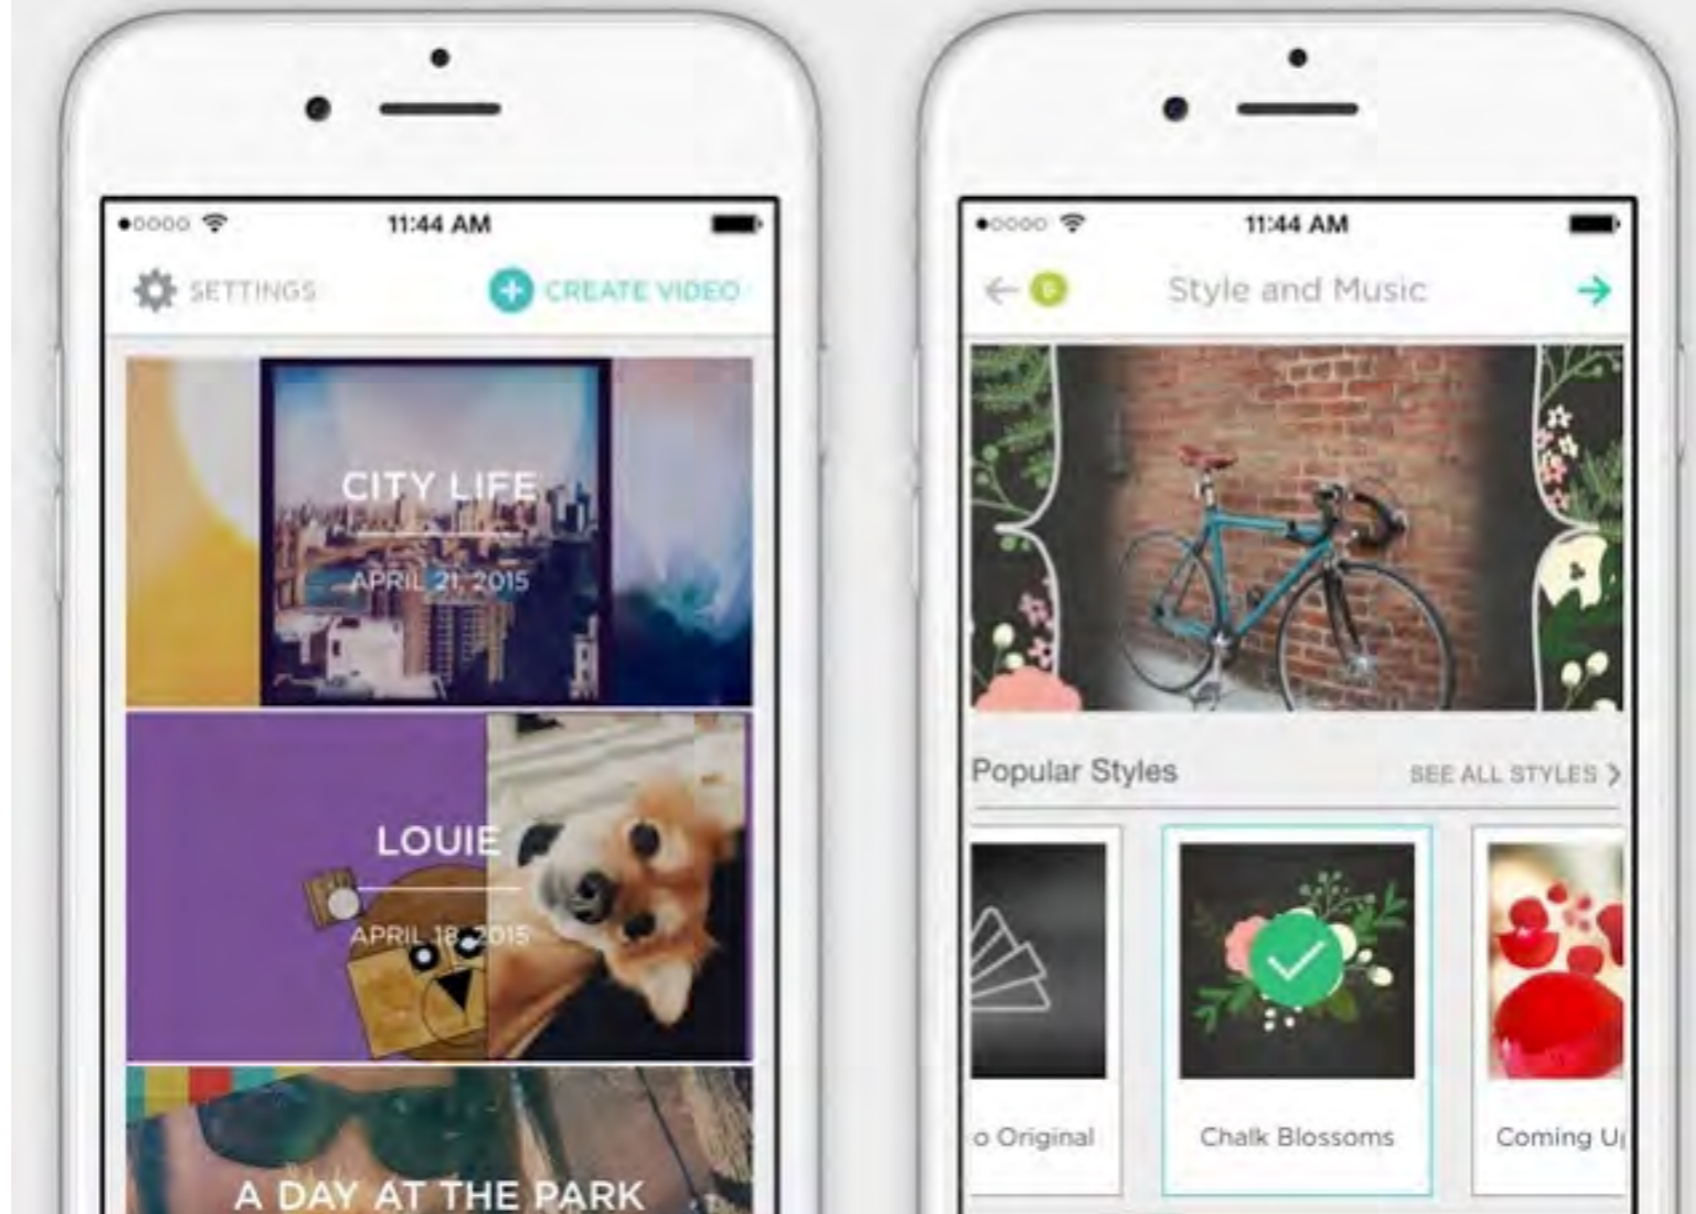 11:44 AM
SETTINGS
CREATE VIDEO
CITY LIFE
APRIL 21, 2015
LOUIE
APRIL 18, 2015
A DAY AT THE PARK
11:44 AM
Style and Music
Popular Styles
SEE ALL STYLES
o Original
Chalk Blossoms
Coming